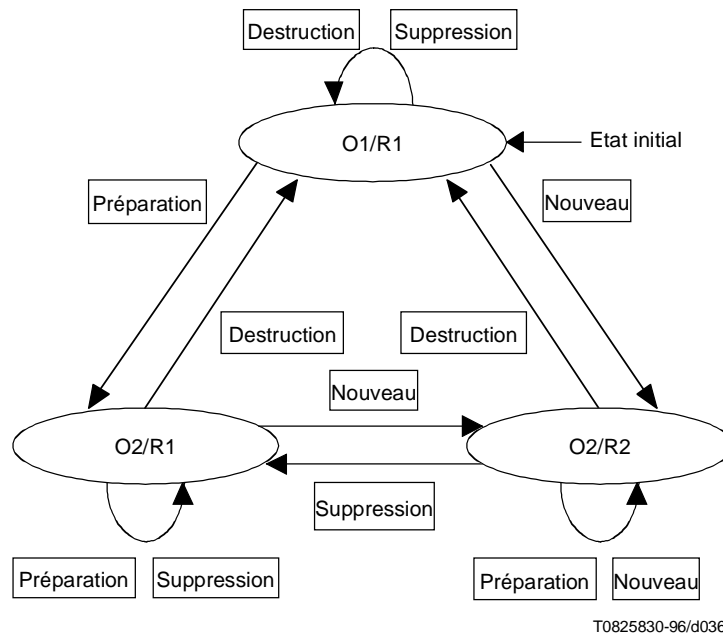 Destruction
Suppression
O1/R1
Etat initial
Préparation
Nouveau
Destruction
Destruction
Nouveau
O2/R1
O2/R2
Suppression
Préparation
Suppression
Préparation
Nouveau
T0825830-96/d036